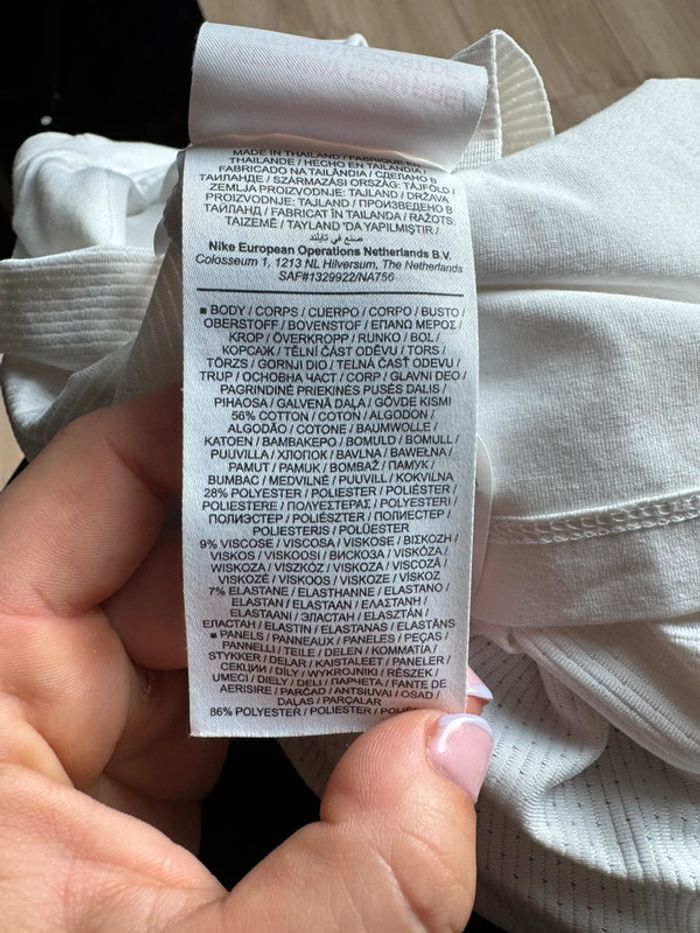 MADE IN THAILAND / FABRIQUE EN
THAILANDE / HECHO EN TAILANDIA /
FABRICADO NA TAILÂNDIA / СДЕЛАНО В
ТАИЛАНДЕ / SZÁRMAZÁSI ORSZÁG: TÁJFÖLD /
ZEMLJA PROIZVODNJE: TAJLAND / DRŽAVA
PROIZVODNJE: TAJLAND / ПРОИЗВЕДЕНО В
ТАЙЛАНД / FABRICAT ÎN TAILANDA / RAŽOTS
TAIZEMĒ / TAYLAND 'DA YAPILMIŞTIR /
صنع في تايلند
Nike European Operations Netherlands B.V.
Colosseum 1, 1213 NL Hilversum, The Netherlands
SAF#1329922/NA756
■ BODY / CORPS / CUERPO / CORPO / BUSTO /
OBERSTOFF / BOVENSTOF / ΕΠΑΝΩ ΜΕΡΟΣ /
KROP / ÖVERKROPP / RUNKO / BOL /
КОРСАЖ / TĚLNÍ ČÁST ODĚVU / TORS /
TÖRZS / GORNJI DIO / TELNÁ ČASŤ ODEVU /
TRUP / ОСНОВНА ЧАСТ / CORP / GLAVNI DEO /
PAGRINDINĖ PRIEKINĖS PUSĖS DALIS /
PIHAOSA / GALVENĀ DAĻA / GÖVDE KISMI
56% COTTON / COTON / ALGODON /
ALGODÃO / COTONE / BAUMWOLLE /
KATOEN / ΒΑΜΒΑΚΕΡΟ / BOMULD / BOMULL /
PUUVILLA / ХЛОПОК / BAVLNA / BAWEŁNA /
PAMUT / PAMUK / BOMBAŽ / ПАМУК /
BUMBAC / MEDVILNĖ / PUUVILL / KOKVILNA
28% POLYESTER / POLIESTER / POLIÉSTER /
POLIESTERE / ΠΟΛΥΕΣΤΕΡΑΣ / POLYESTERI /
ПОЛИЭСТЕР / POLIÉSZTER / ПОЛИЕСТЕР /
POLIESTERIS / POLÜESTER
9% VISCOSE / VISCOSA / VISKOSE / ΒΙΣΚΟΖΗ /
VISKOS / VISKOOSI / ВИСКОЗА / VISKÓZA /
WISKOZA / VISZKÓZ / VISKOZA / VISCOZĂ /
VISKOZĖ / VISKOOS / VISKOZE / VİSKOZ
7% ELASTANE / ELASTHANNE / ELASTANO /
ELASTAN / ELASTAAN / ΕΛΑΣΤΑΝΗ /
ELASTAANI / ЭЛАСТАН / ELASZTÁN /
ЕЛАСТАН / ELASTIN / ELASTANAS / ELASTĀNS
■ PANELS / PANNEAUX / PANELES / PEÇAS /
PANNELLI / TEILE / DELEN / ΚΟΜΜΑΤΙΑ /
STYKKER / DELAR / KAISTALEET / PANELER /
СЕКЦИИ / DÍLY / WYKROJNIKI / RÉSZEK /
UMECI / DIELY / DELI / ПАРЧЕТА / FANTE DE
AERISIRE / PARČAD / ANTSIUVAI / OSAD /
DAĻAS / PARÇALAR
86% POLYESTER / POLIESTER /